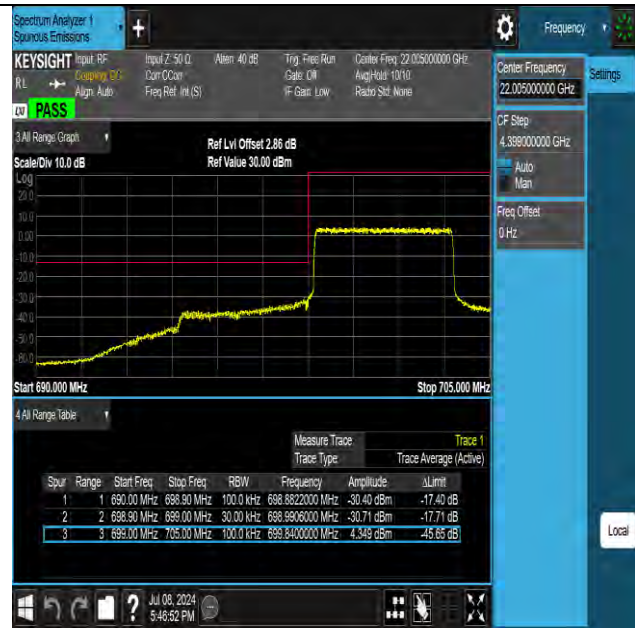 Spectrum Analyzer 1
Spurious Emissions
Frequency
KEYSIGHT Input: RF Input Z: 50 Ω Atten: 40 dB Trig: Free Run Center Freq: 22.005000000 GHz
RL Coupling: DC Corr CCorr Gate: Off Avg|Hold: 10/10
Align: Auto Freq Ref: Int (S) IF Gain: Low Radio Std: None
PASS
Center Frequency
22.005000000 GHz
Settings
CF Step
4.399000000 GHz
Auto
Man
Freq Offset
0 Hz
3 All Range Graph
Ref Lvl Offset 2.86 dB
Scale/Div 10.0 dB Ref Value 30.00 dBm
Log
20.0
10.0
0.00
-10.0
-20.0
-30.0
-40.0
-50.0
-60.0
Start 690.000 MHz Stop 705.000 MHz
4 All Range Table
Measure Trace Trace 1
Trace Type Trace Average (Active)
Spur Range Start Freq Stop Freq RBW Frequency Amplitude ΔLimit
1 1 690.00 MHz 698.90 MHz 100.0 kHz 698.8822000 MHz -30.40 dBm -17.40 dB
2 2 698.90 MHz 699.00 MHz 30.00 kHz 698.9906000 MHz -30.71 dBm -17.71 dB
3 3 699.00 MHz 705.00 MHz 100.0 kHz 699.8400000 MHz 4.349 dBm -45.65 dB
Local
? Jul 08, 2024
5:46:52 PM